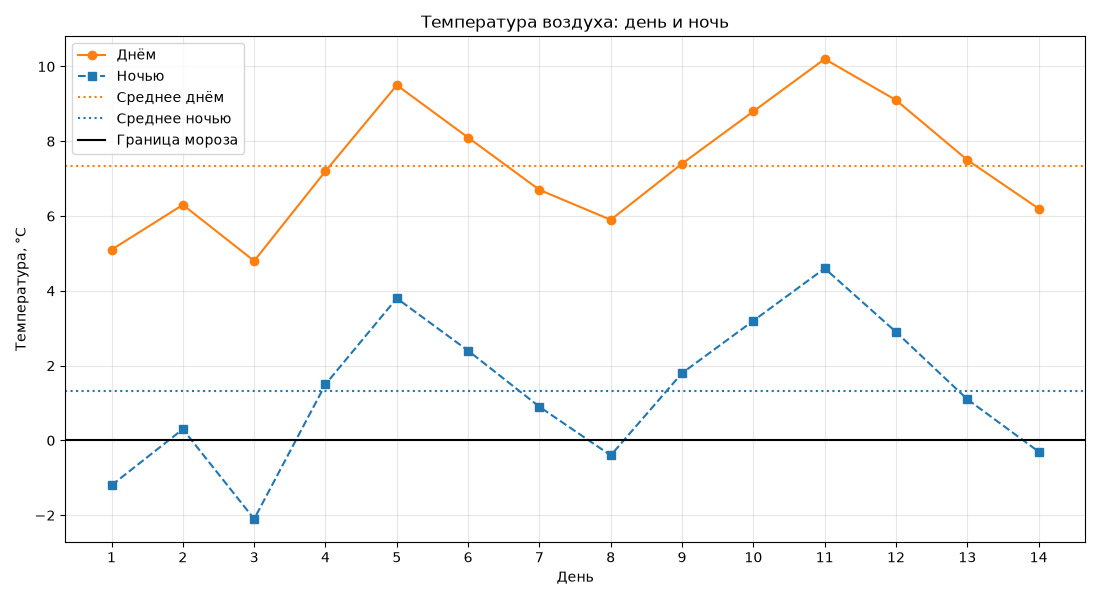 Температура воздуха: день и ночь
Днём
Ночью
Среднее днём
Среднее ночью
Граница мороза
Температура, °C
10
8
6
4
2
0
−2
1 2 3 4 5 6 7 8 9 10 11 12 13 14
День